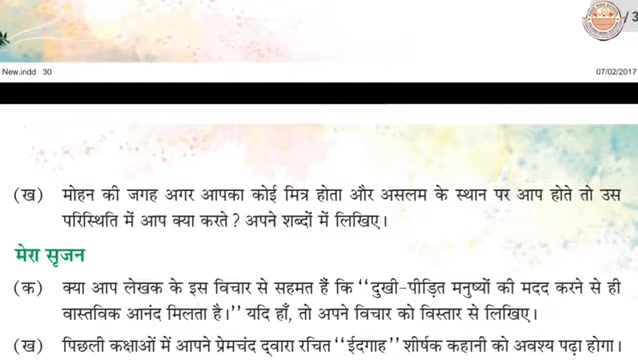 / 3
New.indd 30
07/02/2017
(ख) मोहन की जगह अगर आपका कोई मित्र होता और असलम के स्थान पर आप होते तो उस
परिस्थिति में आप क्या करते? अपने शब्दों में लिखिए।
मेरा सृजन
(क) क्या आप लेखक के इस विचार से सहमत हैं कि “दुखी-पीड़ित मनुष्यों की मदद करने से ही
वास्तविक आनंद मिलता है।” यदि हाँ, तो अपने विचार को विस्तार से लिखिए।
(ख) पिछली कक्षाओं में आपने प्रेमचंद द्वारा रचित “ईदगाह” शीर्षक कहानी को अवश्य पढ़ा होगा।